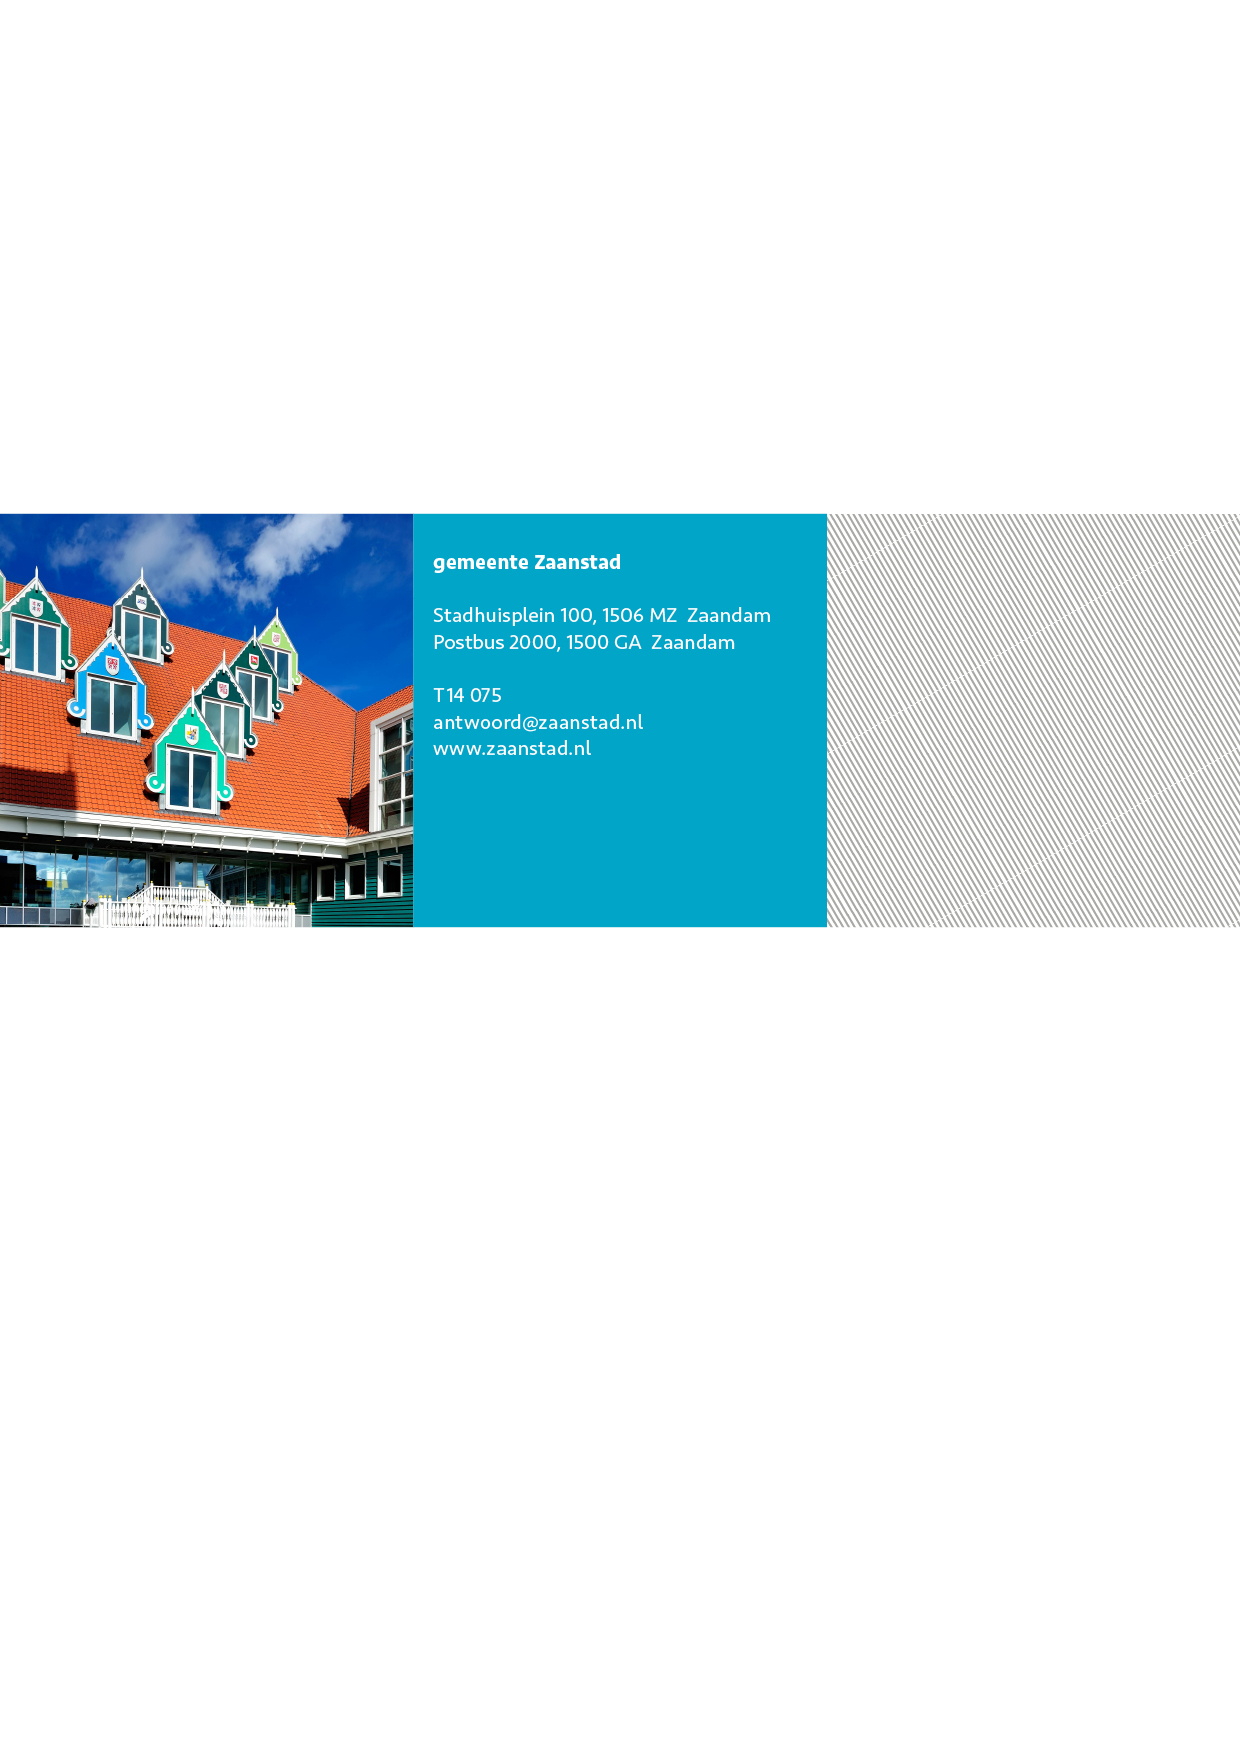 gemeente Zaanstad
Stadhuisplein 100, 1506 MZ  Zaandam
Postbus 2000, 1500 GA  Zaandam
T 14 075
antwoord@zaanstad.nl
www.zaanstad.nl